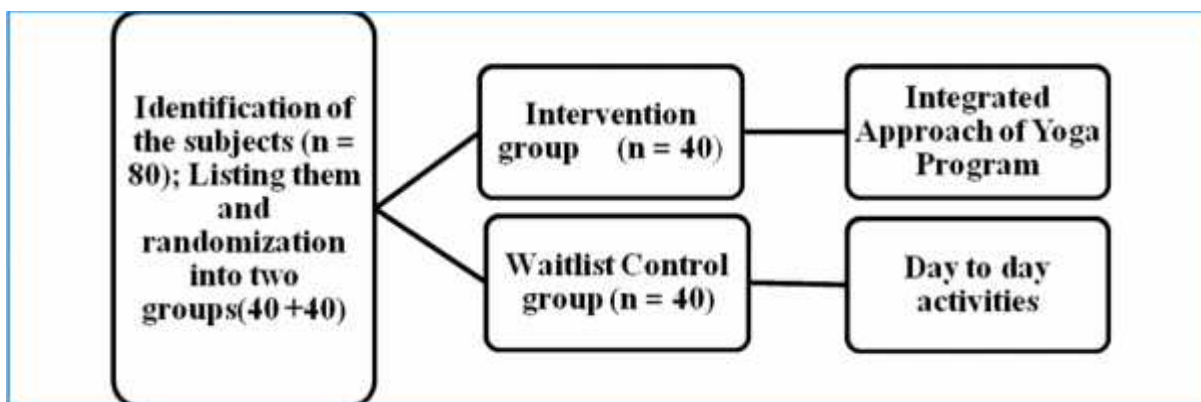 Identification of
the subjects (n =
80); Listing them
and
randomization
into two
groups(40 +40)
Intervention
group (n = 40)
Integrated
Approach of Yoga
Program
Waitlist Control
group (n = 40)
Day to day
activities